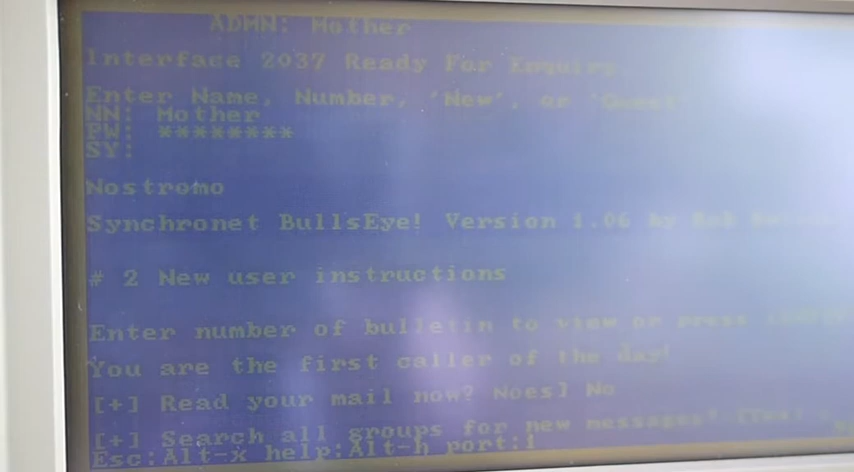 ADMN: Mother
Interface 2037 Ready For Enquiry
Enter Name, Number, 'New', or 'Guest'
NN: Mother
PW: ********
SY:
Nostromo
Synchronet BullsEye! Version 1.06 by Rob
# 2 New user instructions
Enter number of bulletin to view or press
You are the first caller of the day!
[+] Read your mail now? Noes] No
[+] Search all groups for new messages? [Yes]
Esc:Alt-x help:Alt-h port:1